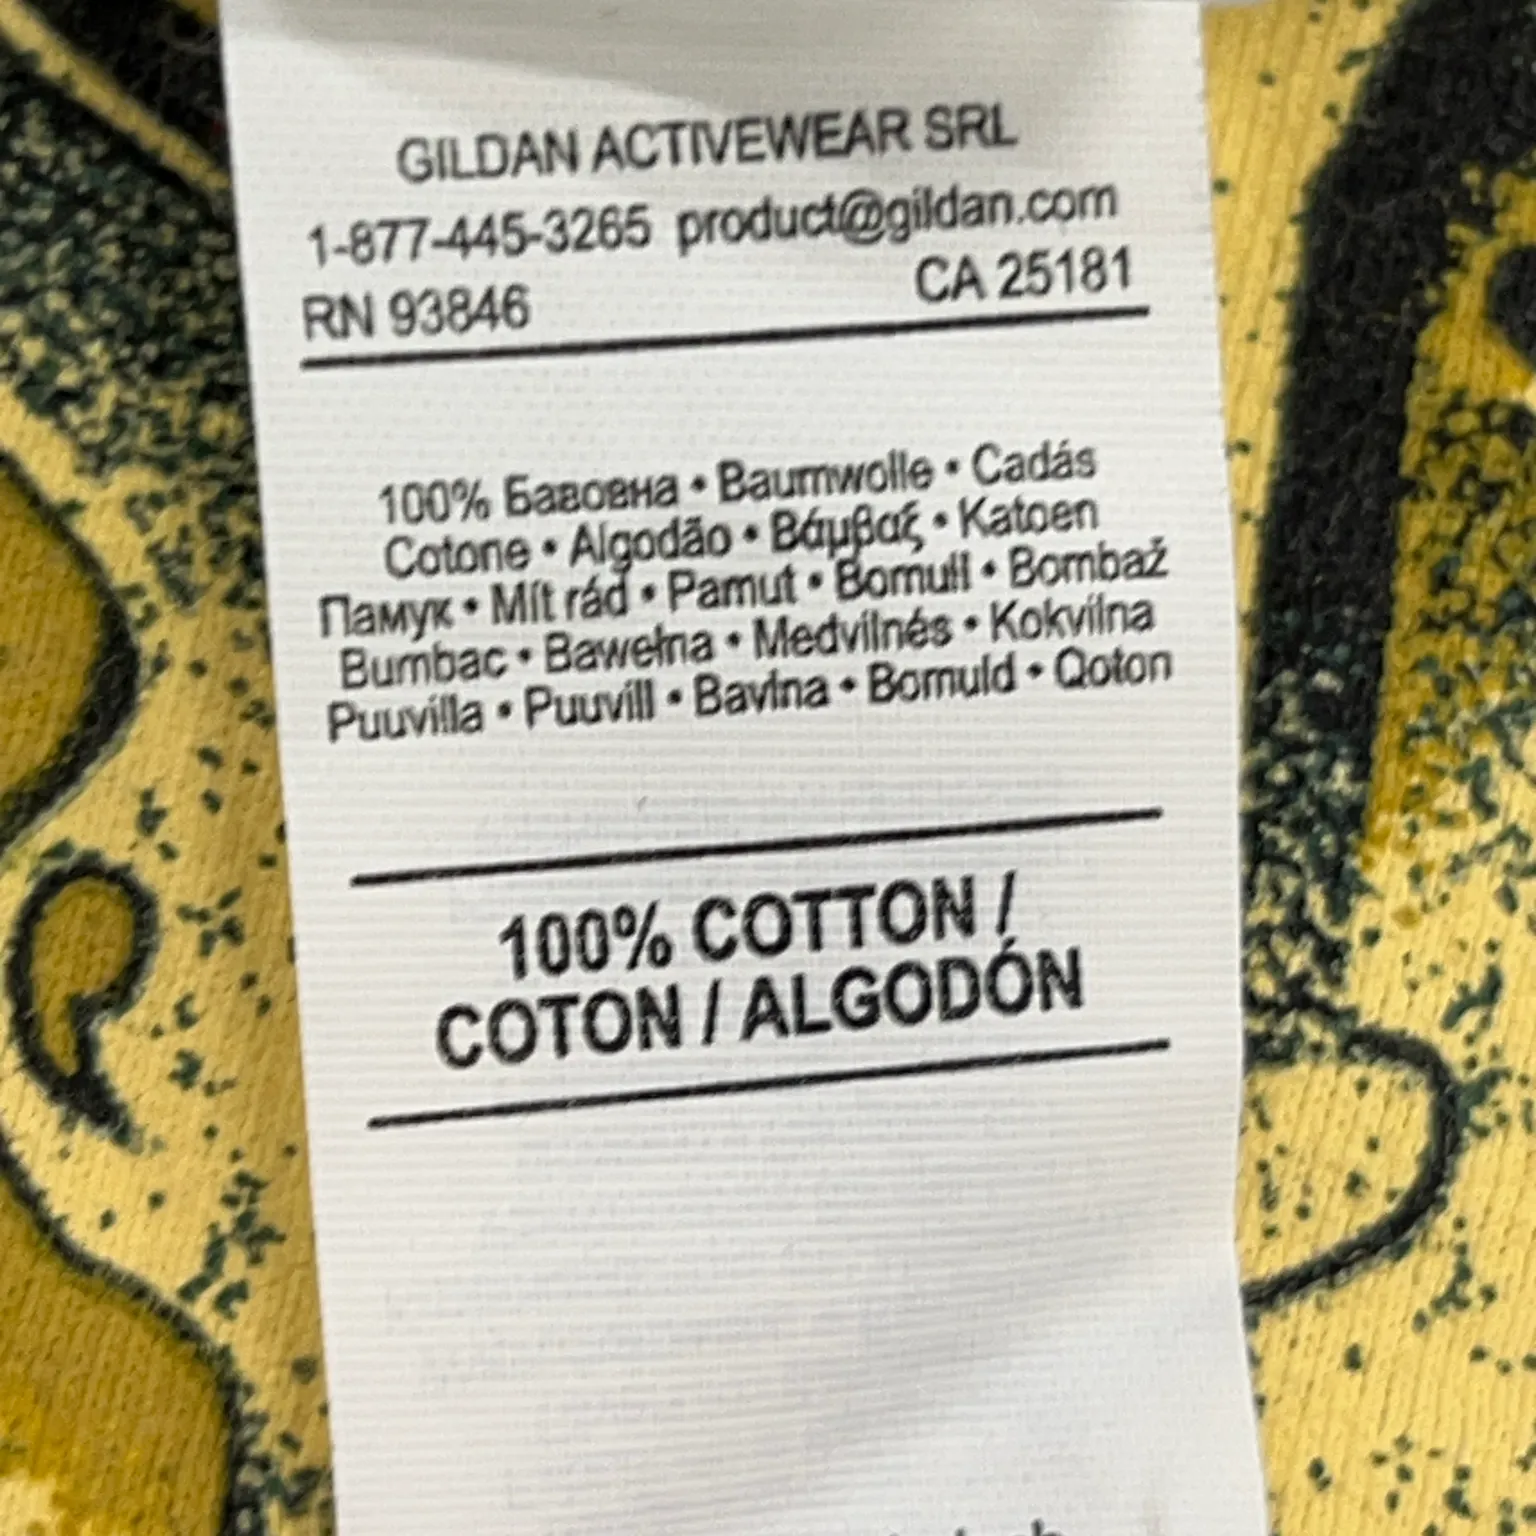 GILDAN ACTIVEWEAR SRL
1-877-445-3265 product@gildan.com
RN 93846 CA 25181
100% Бавовна • Baumwolle • Cadás
Cotone • Algodão • Βάμβαξ • Katoen
Памук • Mít rád • Pamut • Bomull • Bombaž
Bumbac • Bawełna • Medvilnés • Kokvilna
Puuvilla • Puuvill • Bavlna • Bomuld • Qoton
100% COTTON /
COTON / ALGODÓN